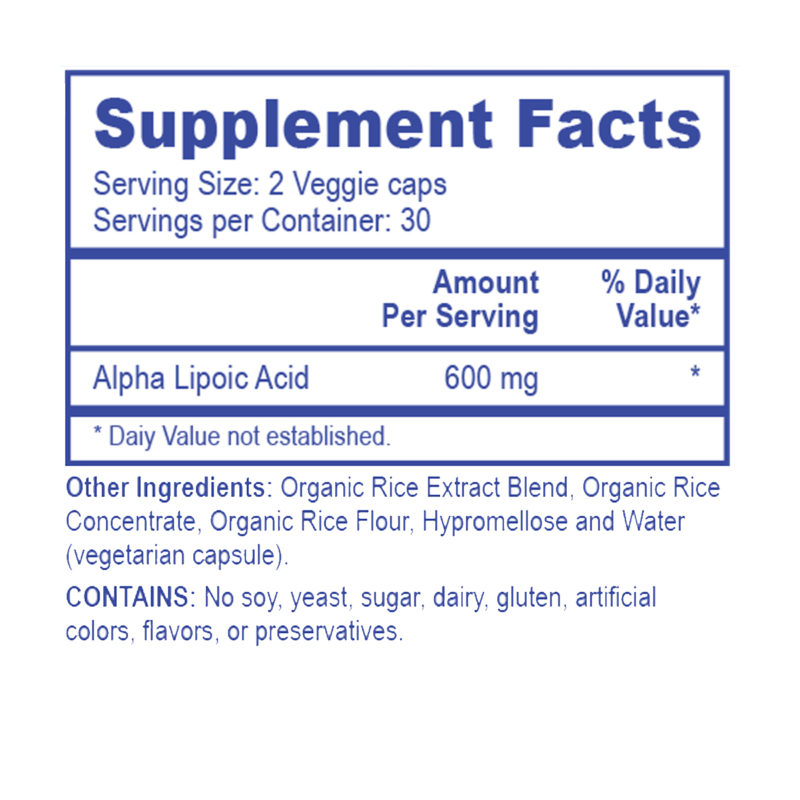 Supplement Facts
Serving Size: 2 Veggie caps
Servings per Container: 30
Amount % Daily
Per Serving Value*
Alpha Lipoic Acid 600 mg *
* Daiy Value not established.
Other Ingredients: Organic Rice Extract Blend, Organic Rice
Concentrate, Organic Rice Flour, Hypromellose and Water
(vegetarian capsule).
CONTAINS: No soy, yeast, sugar, dairy, gluten, artificial
colors, flavors, or preservatives.